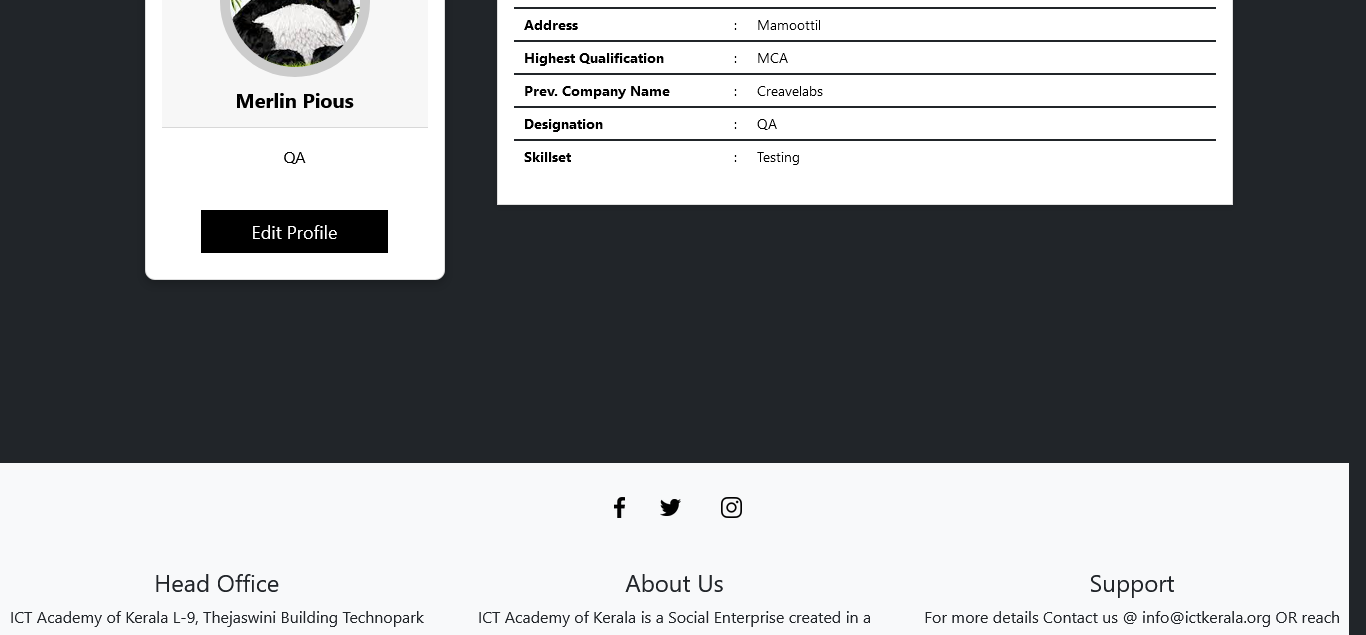 Merlin Pious
QA
Edit Profile
Address : Mamoottil
Highest Qualification : MCA
Prev. Company Name : Creavelabs
Designation : QA
Skillset : Testing
Head Office
ICT Academy of Kerala L-9, Thejaswini Building Technopark
About Us
ICT Academy of Kerala is a Social Enterprise created in a
Support
For more details Contact us @ info@ictkerala.org OR reach